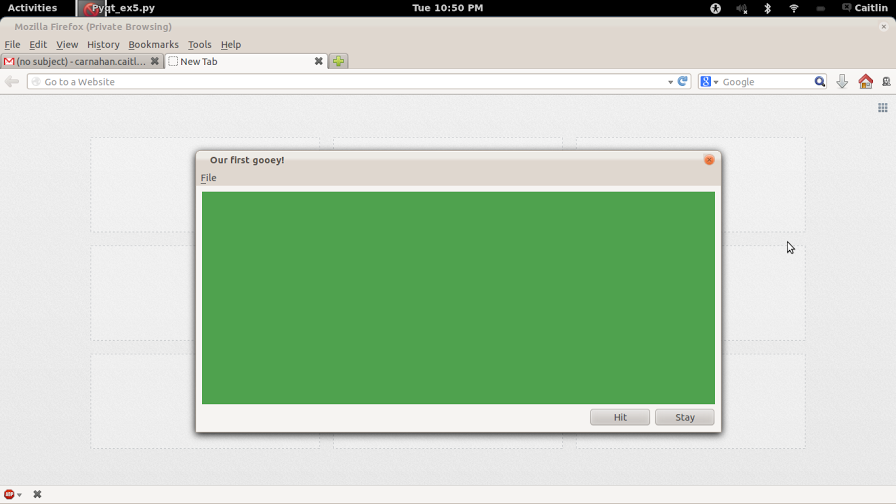 Activities Pyqt_ex5.py Tue 10:50 PM Caitlin
Mozilla Firefox (Private Browsing)
File Edit View History Bookmarks Tools Help
(no subject) - carnahan.caitl... New Tab
Go to a Website Google
Our first gooey!
File
Hit Stay
ABP